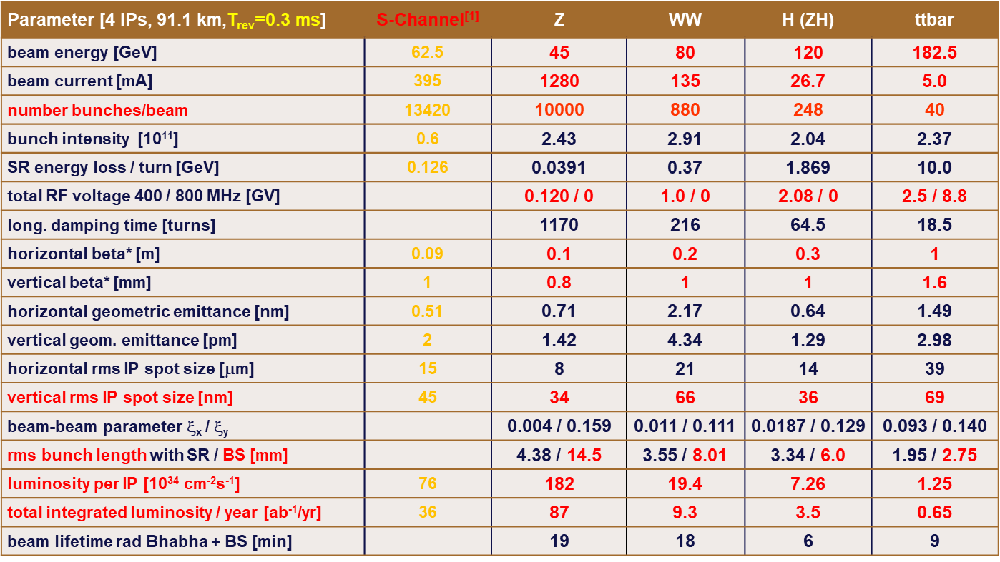 Parameter [4 IPs, 91.1 km,Trev=0.3 ms] S-Channel[1] Z WW H (ZH) ttbar
beam energy [GeV] 62.5 45 80 120 182.5
beam current [mA] 395 1280 135 26.7 5.0
number bunches/beam 13420 10000 880 248 40
bunch intensity [10¹¹] 0.6 2.43 2.91 2.04 2.37
SR energy loss / turn [GeV] 0.126 0.0391 0.37 1.869 10.0
total RF voltage 400 / 800 MHz [GV] 0.120 / 0 1.0 / 0 2.08 / 0 2.5 / 8.8
long. damping time [turns] 1170 216 64.5 18.5
horizontal beta* [m] 0.09 0.1 0.2 0.3 1
vertical beta* [mm] 1 0.8 1 1 1.6
horizontal geometric emittance [nm] 0.51 0.71 2.17 0.64 1.49
vertical geom. emittance [pm] 2 1.42 4.34 1.29 2.98
horizontal rms IP spot size [μm] 15 8 21 14 39
vertical rms IP spot size [nm] 45 34 66 36 69
beam-beam parameter ξx / ξy 0.004 / 0.159 0.011 / 0.111 0.0187 / 0.129 0.093 / 0.140
rms bunch length with SR / BS [mm] 4.38 / 14.5 3.55 / 8.01 3.34 / 6.0 1.95 / 2.75
luminosity per IP [10³⁴ cm⁻²s⁻¹] 76 182 19.4 7.26 1.25
total integrated luminosity / year [ab⁻¹/yr] 36 87 9.3 3.5 0.65
beam lifetime rad Bhabha + BS [min] 19 18 6 9